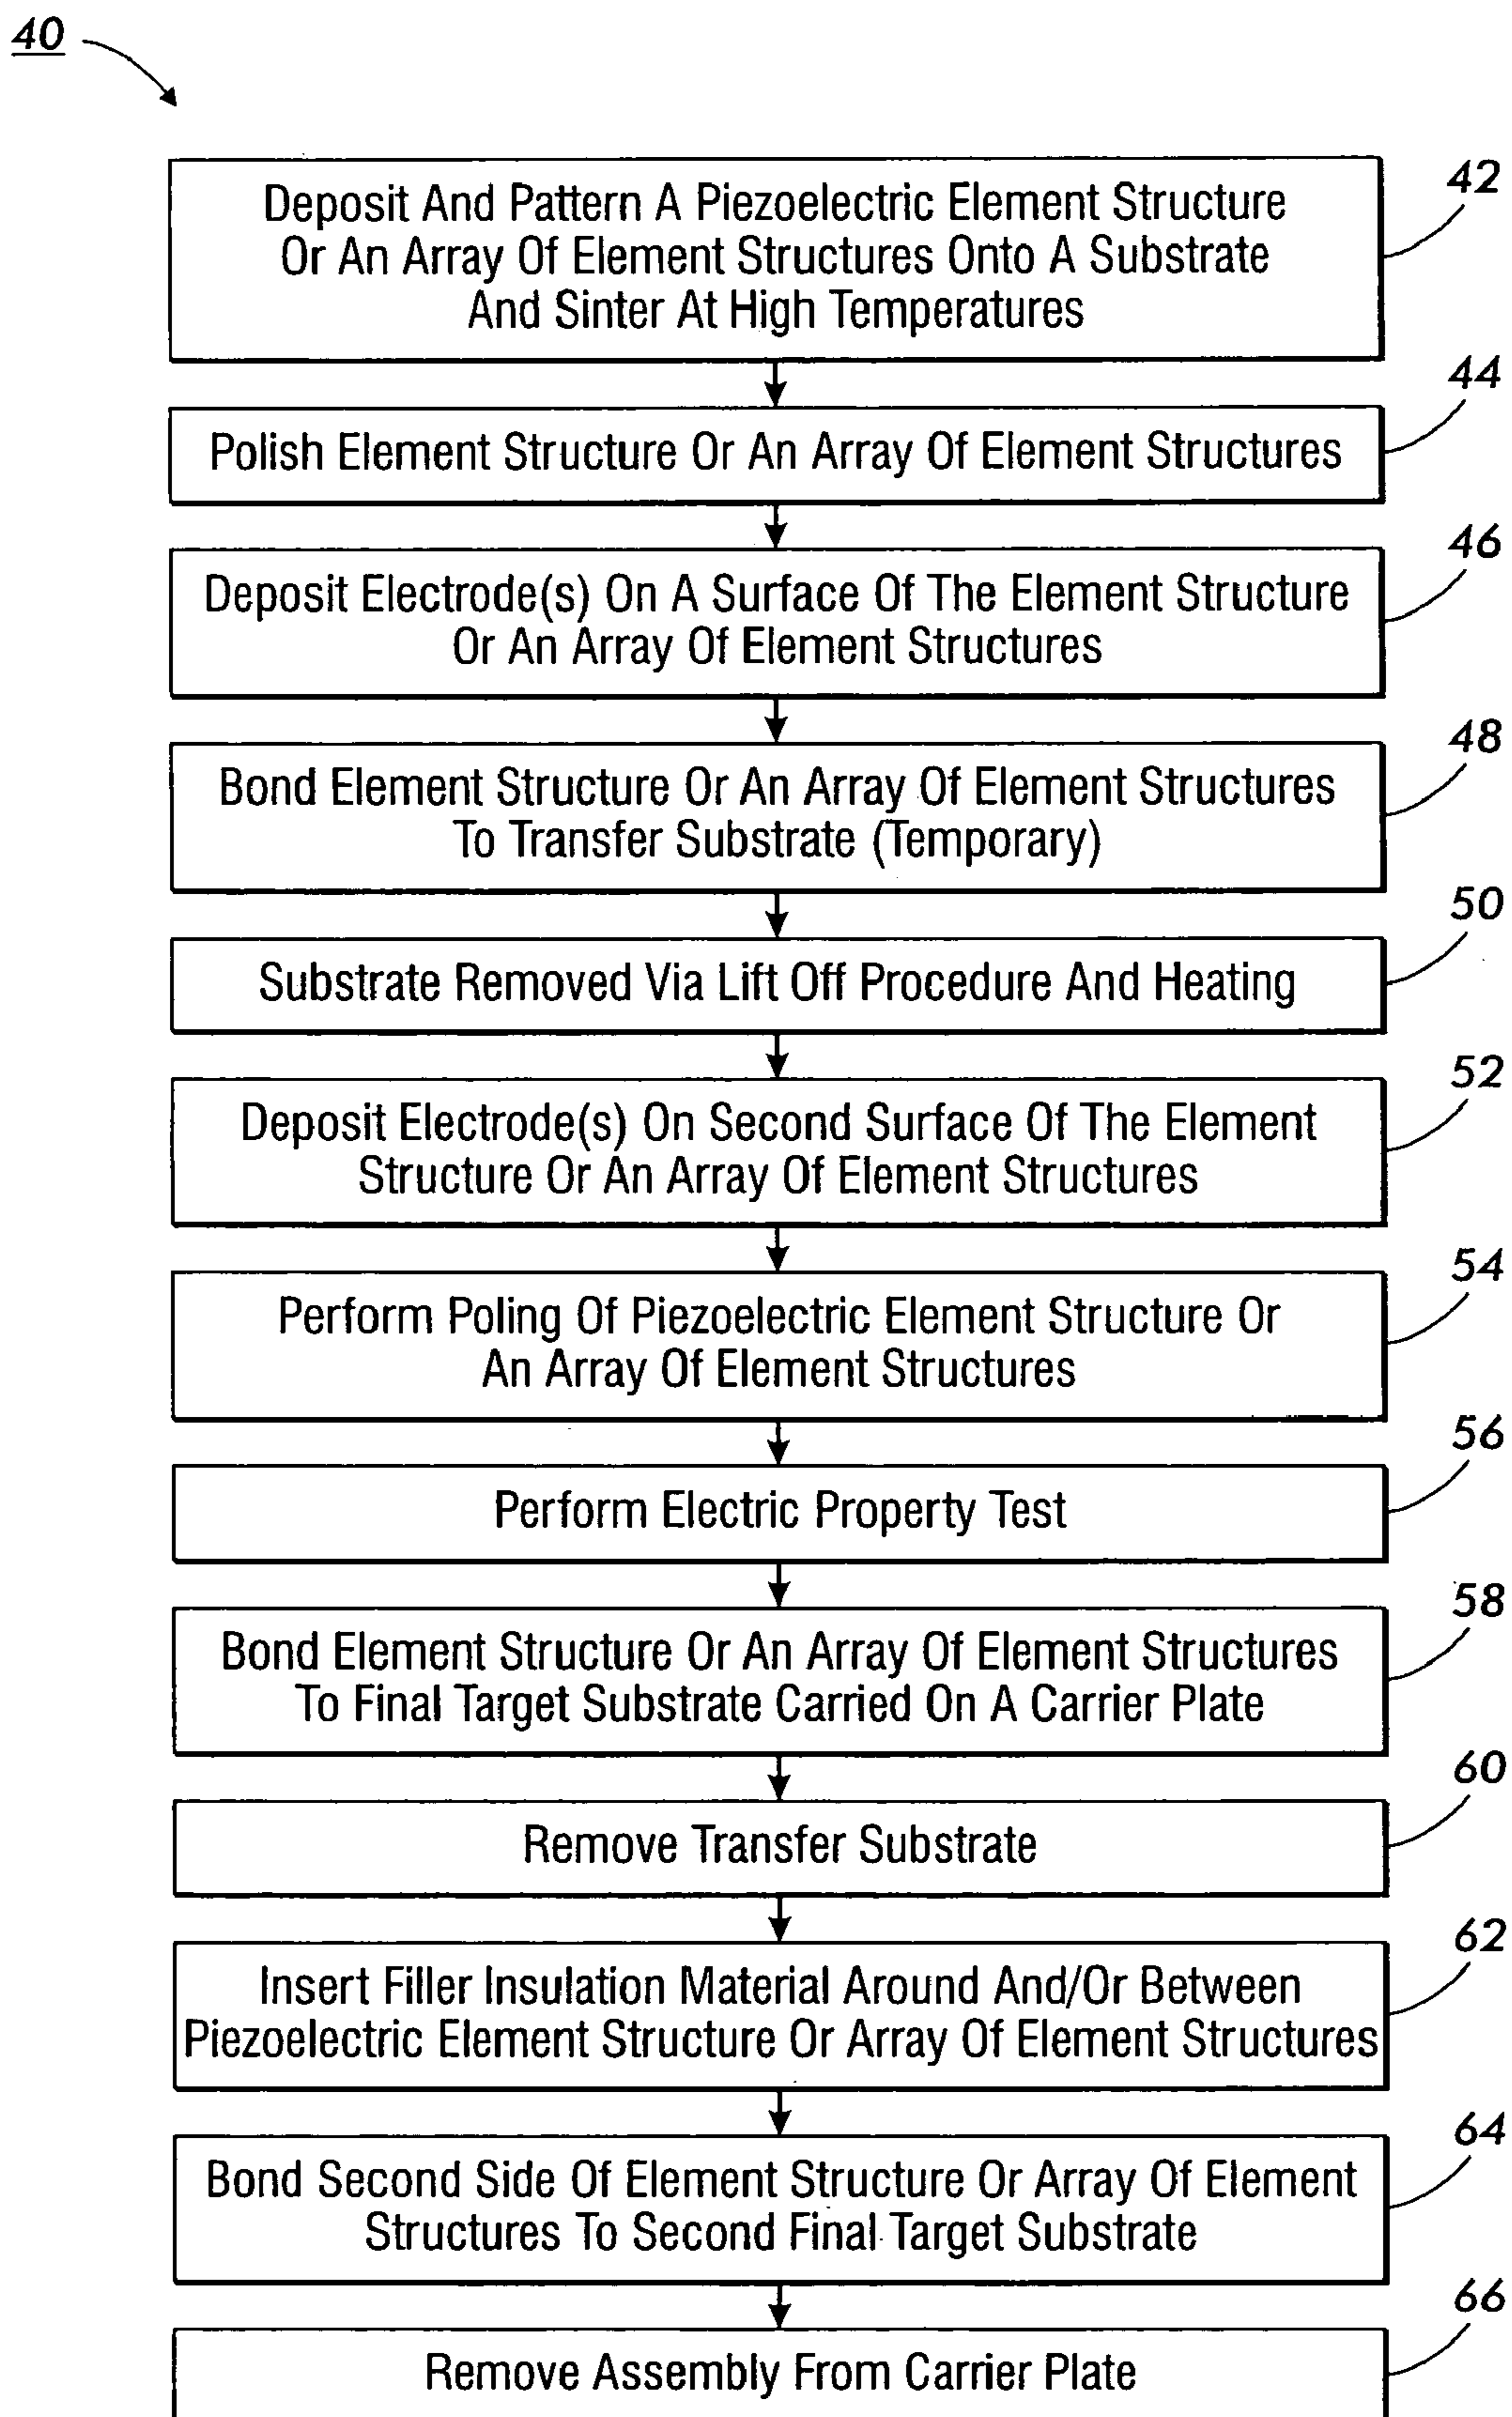 40
Deposit And Pattern A Piezoelectric Element Structure
Or An Array Of Element Structures Onto A Substrate
And Sinter At High Temperatures
42
Polish Element Structure Or An Array Of Element Structures
44
Deposit Electrode(s) On A Surface Of The Element Structure
Or An Array Of Element Structures
46
Bond Element Structure Or An Array Of Element Structures
To Transfer Substrate (Temporary)
48
Substrate Removed Via Lift Off Procedure And Heating
50
Deposit Electrode(s) On Second Surface Of The Element
Structure Or An Array Of Element Structures
52
Perform Poling Of Piezoelectric Element Structure Or
An Array Of Element Structures
54
Perform Electric Property Test
56
Bond Element Structure Or An Array Of Element Structures
To Final Target Substrate Carried On A Carrier Plate
58
Remove Transfer Substrate
60
Insert Filler Insulation Material Around And/Or Between
Piezoelectric Element Structure Or Array Of Element Structures
62
Bond Second Side Of Element Structure Or Array Of Element
Structures To Second Final Target Substrate
64
Remove Assembly From Carrier Plate
66